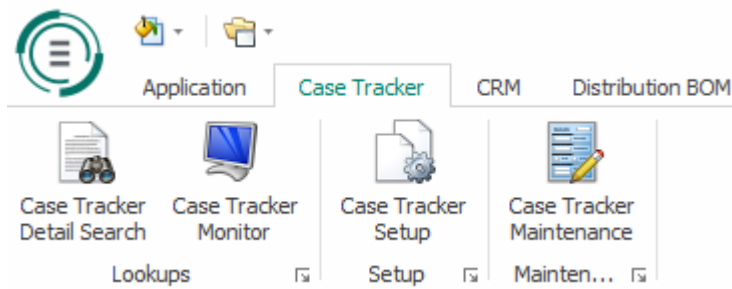 Application Case Tracker CRM Distribution BOM
Case Tracker Detail Search
Case Tracker Monitor
Case Tracker Setup
Case Tracker Maintenance
Lookups Setup Mainten...